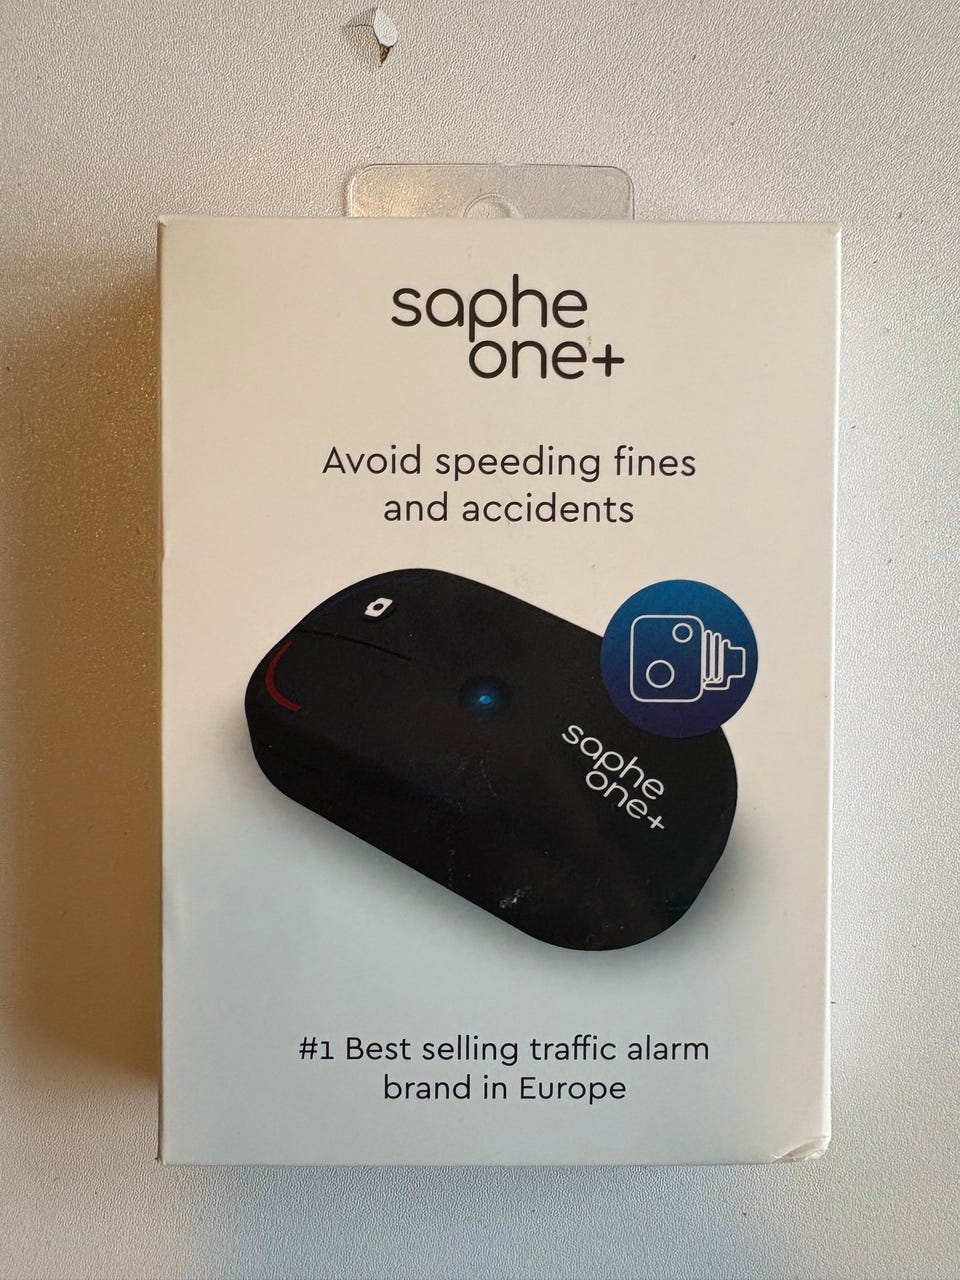 saphe
one+
Avoid speeding fines
and accidents
saphe
one+
#1 Best selling traffic alarm
brand in Europe